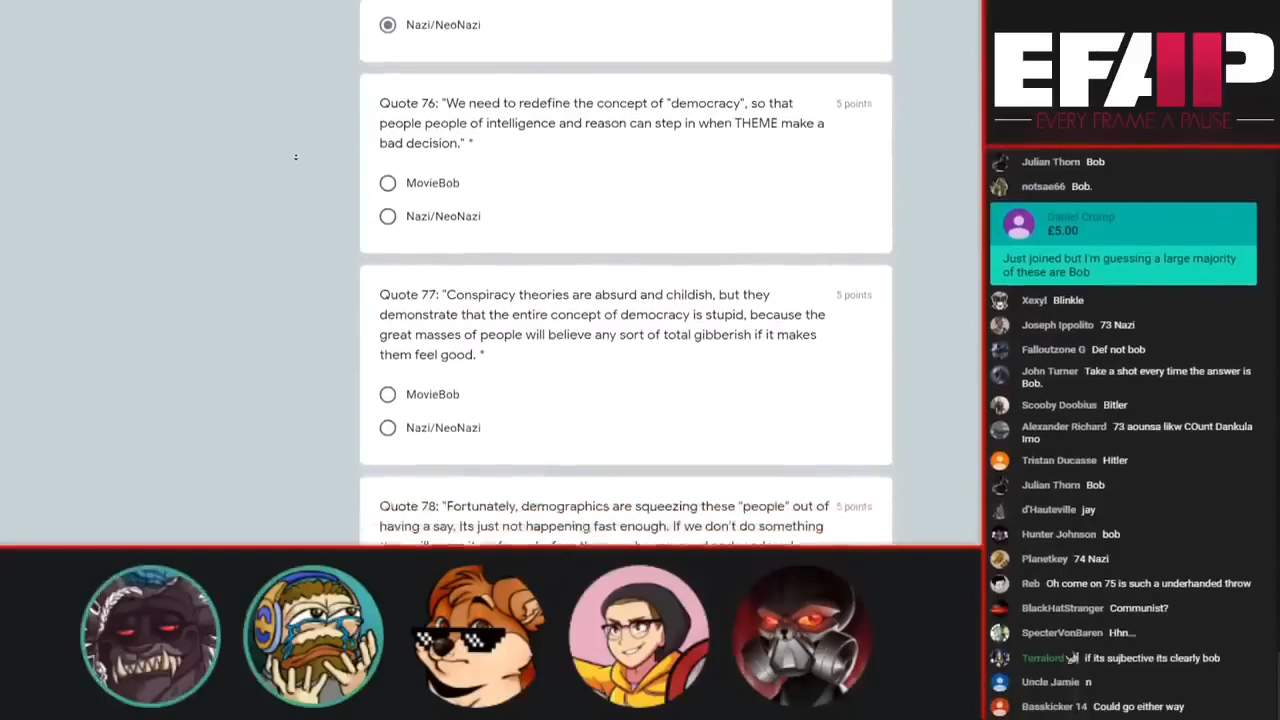 Nazi/NeoNazi
Quote 76: "We need to redefine the concept of "democracy", so that
people people of intelligence and reason can step in when THEME make a
bad decision." *
5 points
MovieBob
Nazi/NeoNazi
Quote 77: "Conspiracy theories are absurd and childish, but they
demonstrate that the entire concept of democracy is stupid, because the
great masses of people will believe any sort of total gibberish if it makes
them feel good. *
5 points
MovieBob
Nazi/NeoNazi
Quote 78: "Fortunately, demographics are squeezing these "people" out of
having a say. Its just not happening fast enough. If we don't do something
5 points
EFAP
EVERY FRAME A PAUSE
Julian Thorn Bob
notsae66 Bob.
Daniel Crump
£5.00
Just joined but I'm guessing a large majority
of these are Bob
Xexyl Blinkle
Joseph Ippolito 73 Nazi
Falloutzone G Def not bob
John Turner Take a shot every time the answer is
Bob.
Scooby Doobius Bitler
Alexander Richard 73 aounsa likw COunt Dankula
lmo
Tristan Ducasse Hitler
Julian Thorn Bob
d'Hauteville jay
Hunter Johnson bob
Planetkey 74 Nazi
Reb Oh come on 75 is such a underhanded throw
BlackHatStranger Communist?
SpecterVonBaren Hhn...
Terralord if its sujbective its clearly bob
Uncle Jamie n
Basskicker 14 Could go either way